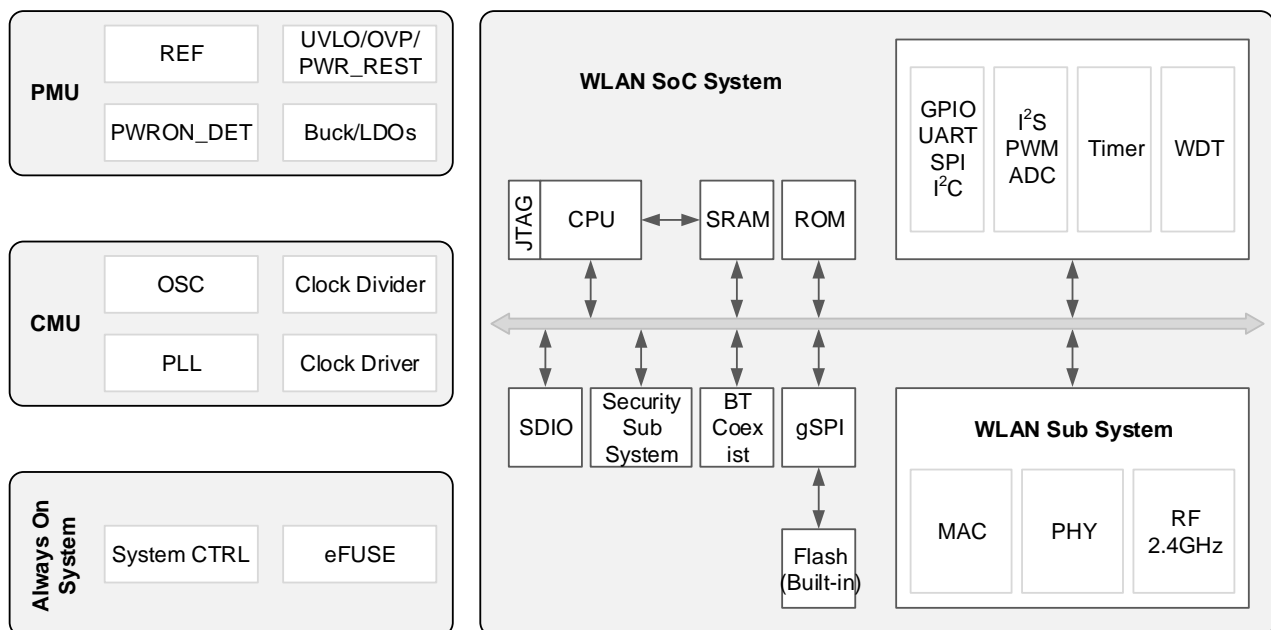 PMU
REF
UVLO/OVP/
PWR_REST
PWRON_DET
Buck/LDOs
CMU
OSC
Clock Divider
PLL
Clock Driver
Always On
System
System CTRL
eFUSE
WLAN SoC System
GPIO
UART
SPI
I²C
I²S
PWM
ADC
Timer
WDT
JTAG
CPU
SRAM
ROM
SDIO
Security
Sub
System
BT
Coex
ist
gSPI
Flash
(Built-in)
WLAN Sub System
MAC
PHY
RF
2.4GHz